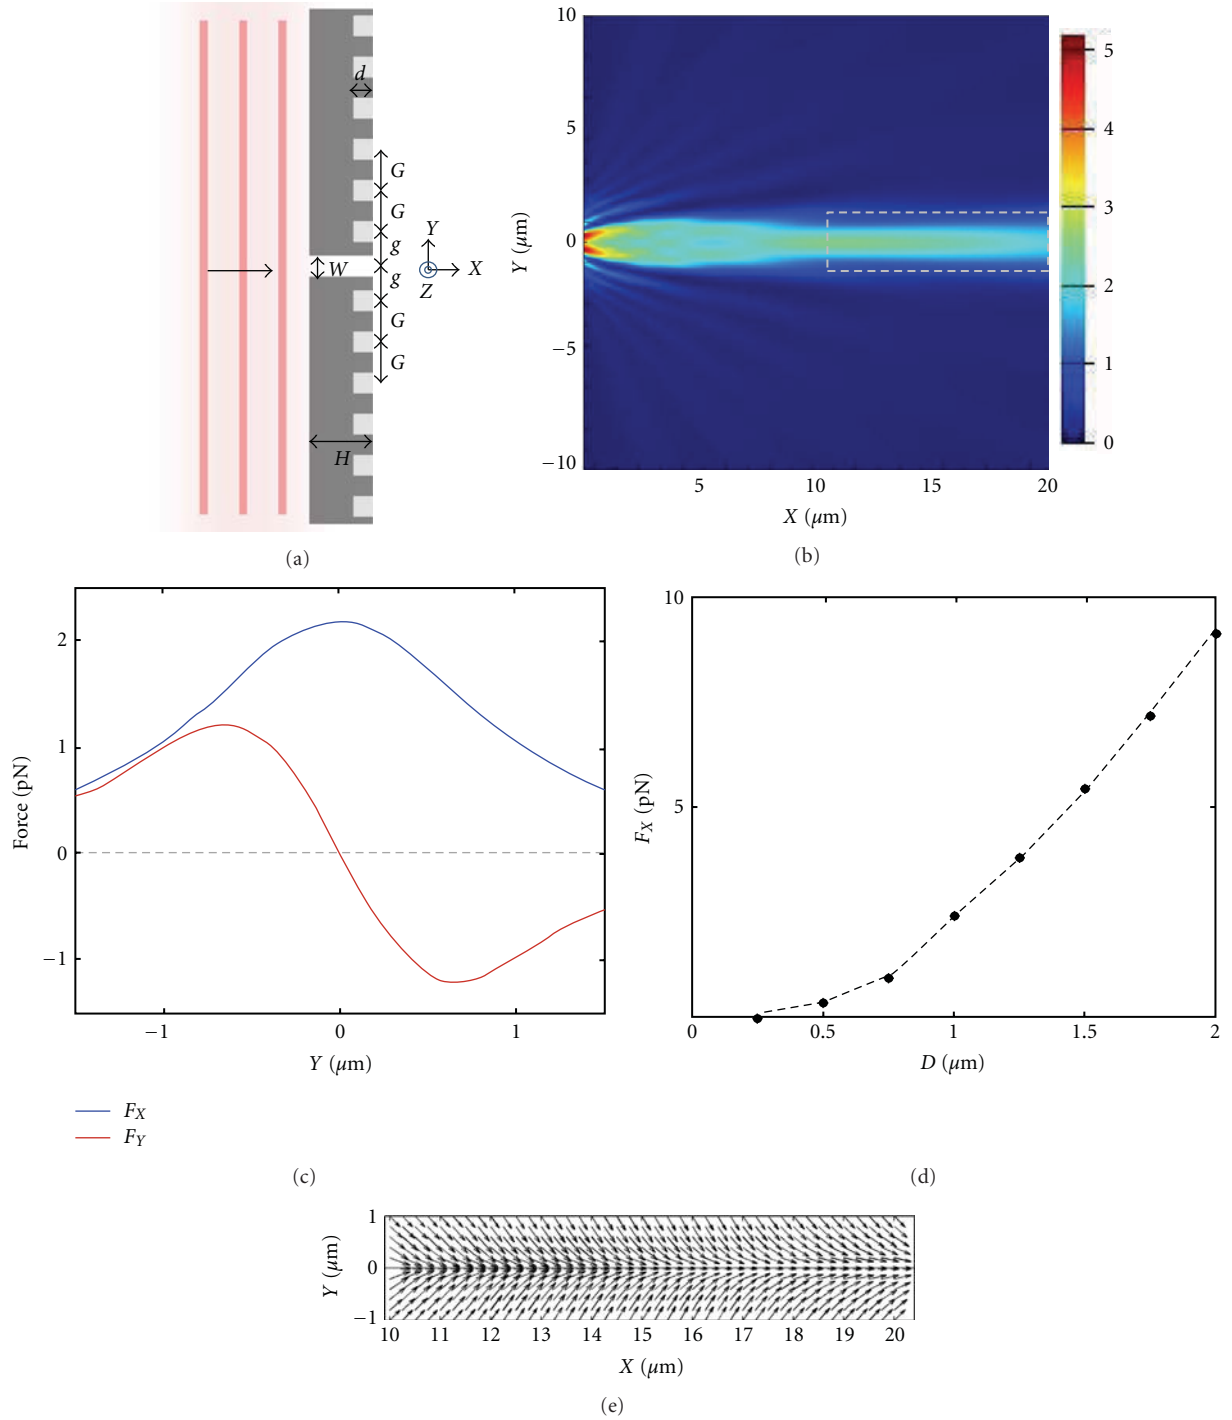 d
G
G
g
W
g
G
G
H
Y
X
Z
(a)
10
5
0
−5
−10
Y (μm)
5
10
15
20
X (μm)
5
4
3
2
1
0
(b)
2
1
0
−1
Force (pN)
−1
0
1
Y (μm)
F_X
F_Y
(c)
10
5
F_X (pN)
0
0.5
1
1.5
2
D (μm)
(d)
1
0
−1
Y (μm)
10 11 12 13 14 15 16 17 18 19 20
X (μm)
(e)